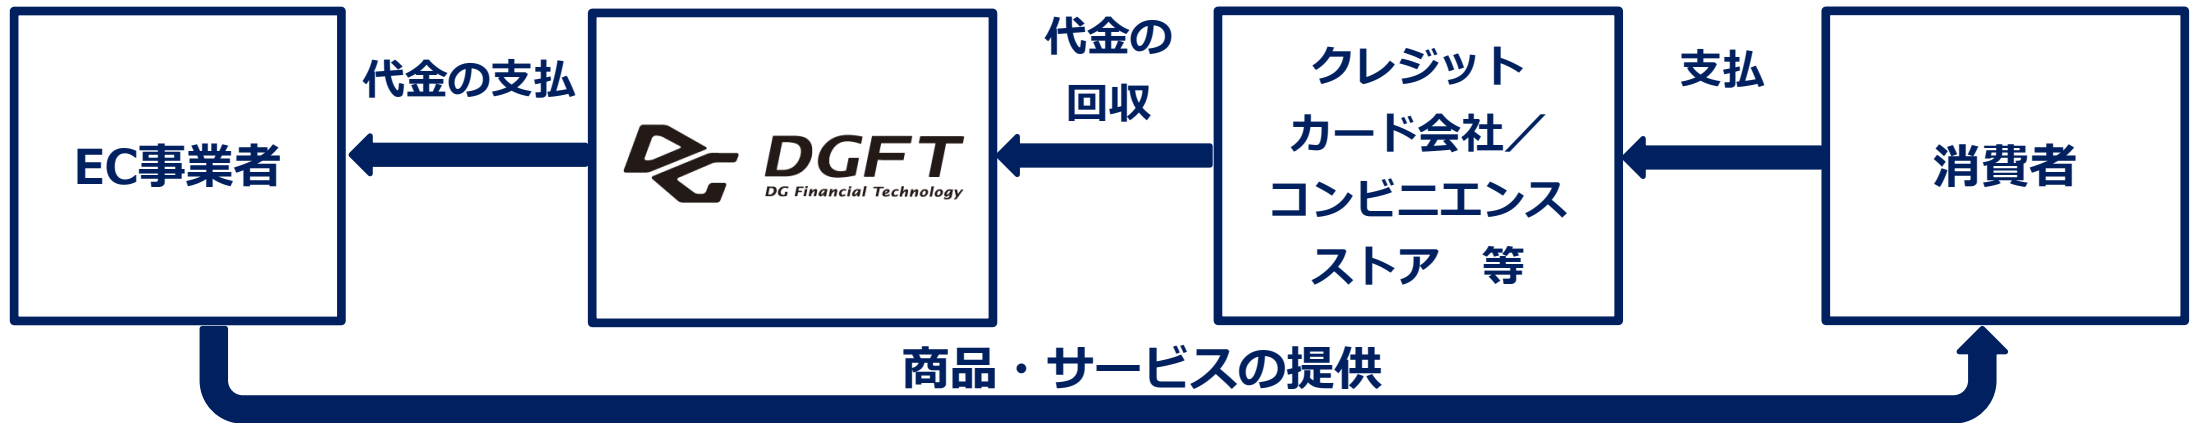 EC事業者
代金の支払
DGFT
DG Financial Technology
代金の
回収
クレジット
カード会社／
コンビニエンス
ストア　等
支払
消費者
商品・サービスの提供